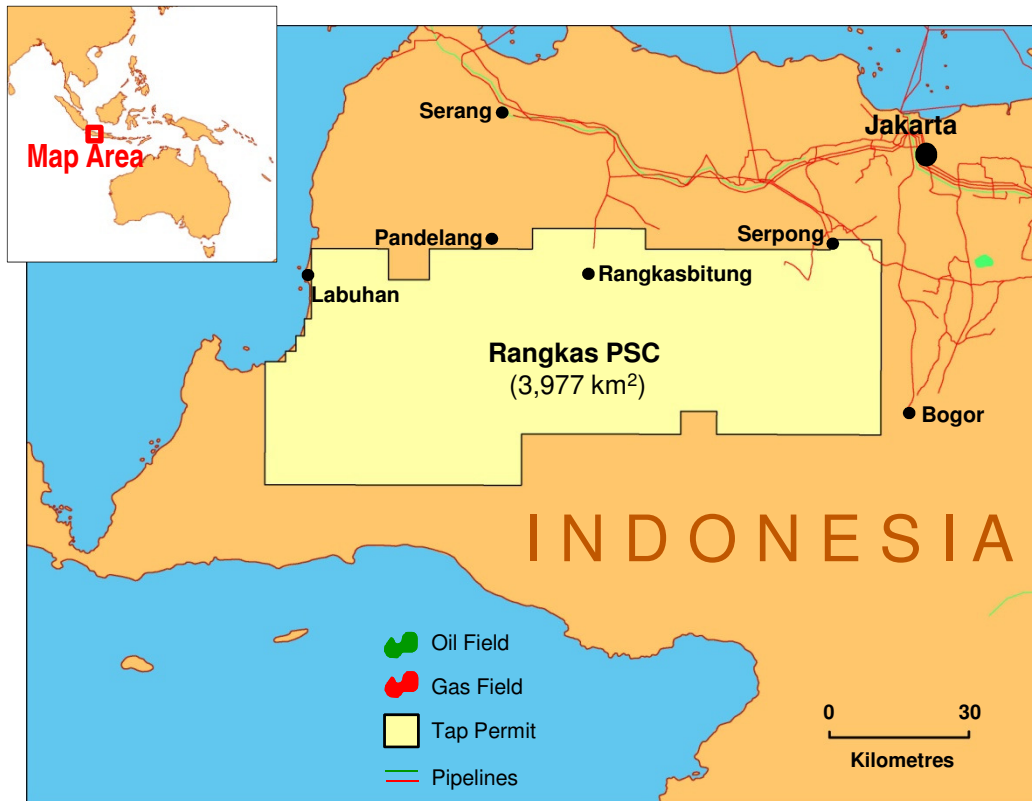 Map Area
Serang
Jakarta
Pandelang
Serpong
Labuhan
Rangkasbitung
Rangkas PSC
(3,977 km²)
Bogor
INDONESIA
Oil Field
Gas Field
Tap Permit
Pipelines
0 30
Kilometres